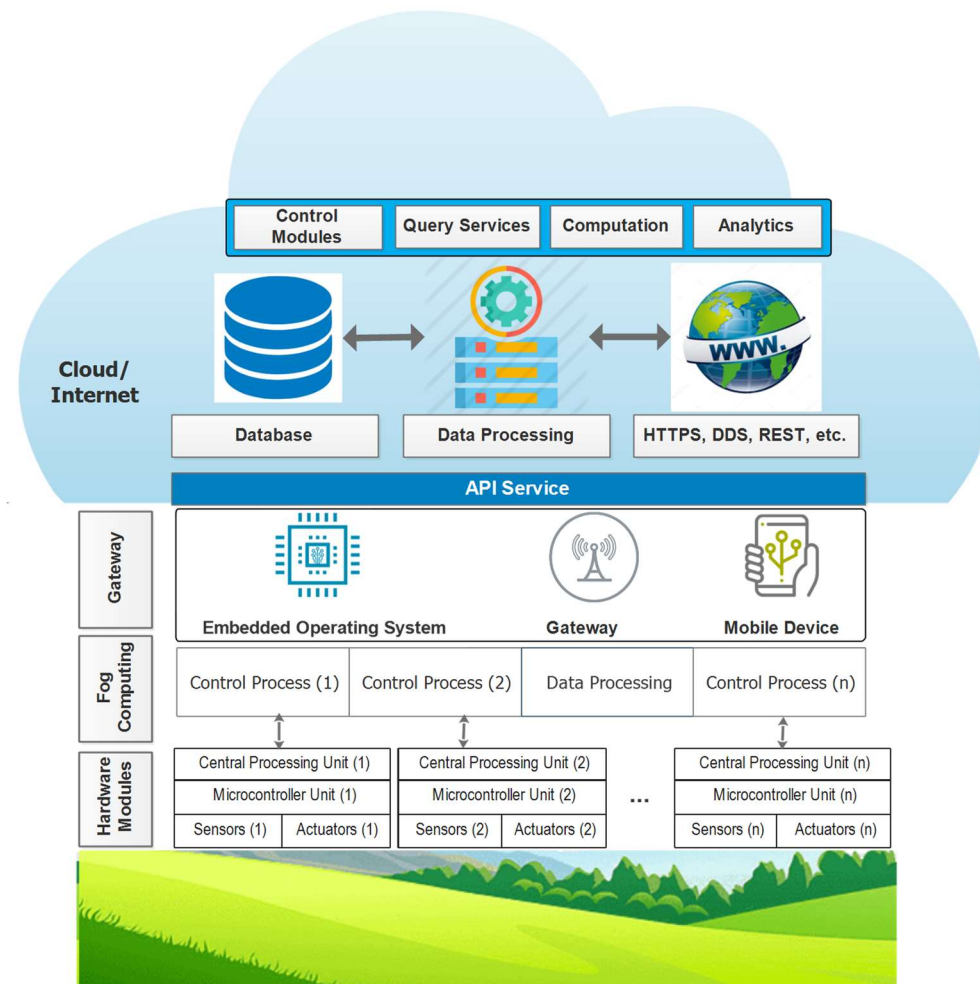 Control
Modules
Query Services
Computation
Analytics
WWW.
Cloud/
Internet
Database
Data Processing
HTTPS, DDS, REST, etc.
API Service
Gateway
Embedded Operating System
Gateway
Mobile Device
Fog
Computing
Control Process (1)
Control Process (2)
Data Processing
Control Process (n)
Hardware
Modules
Central Processing Unit (1)
Central Processing Unit (2)
Central Processing Unit (n)
Microcontroller Unit (1)
Microcontroller Unit (2)
...
Microcontroller Unit (n)
Sensors (1)
Actuators (1)
Sensors (2)
Actuators (2)
Sensors (n)
Actuators (n)